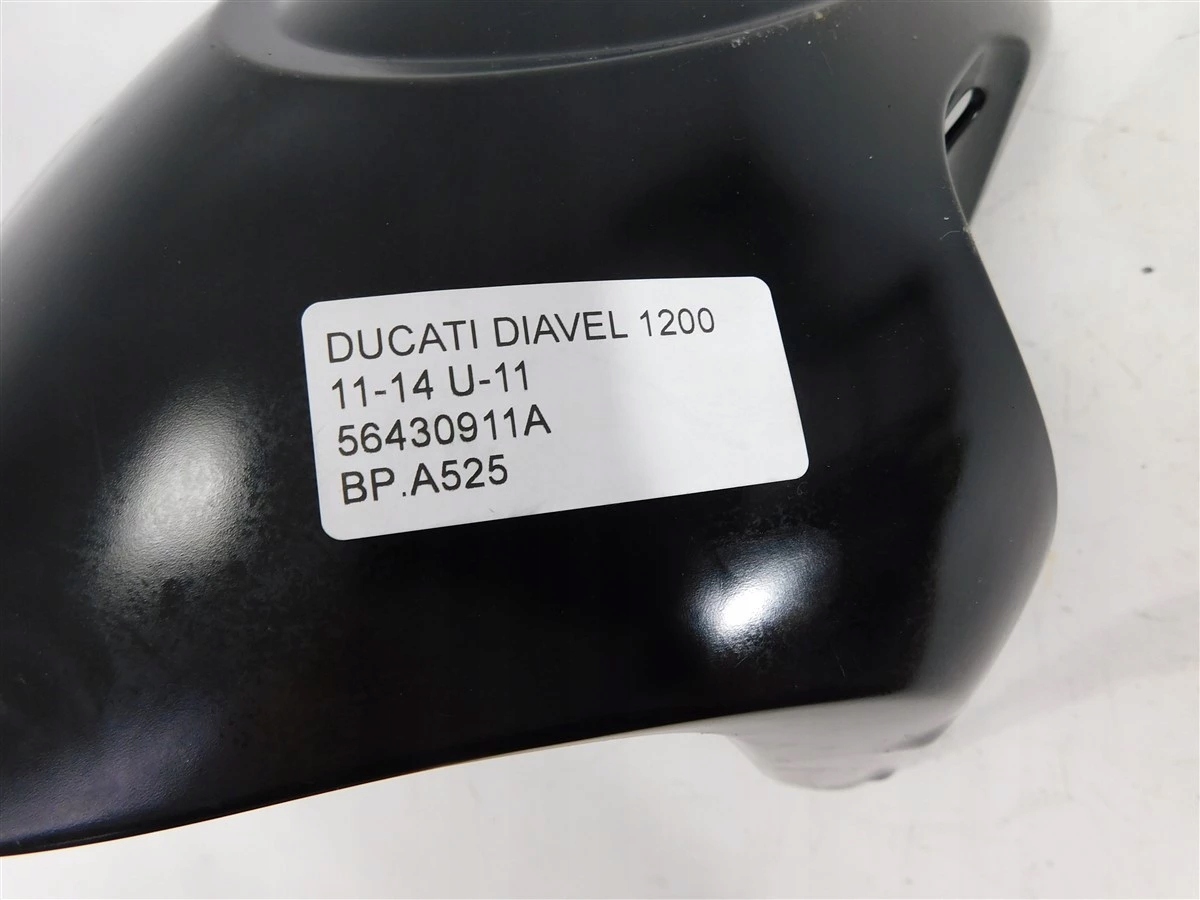 DUCATI DIAVEL 1200
11-14 U-11
56430911A
BP.A525